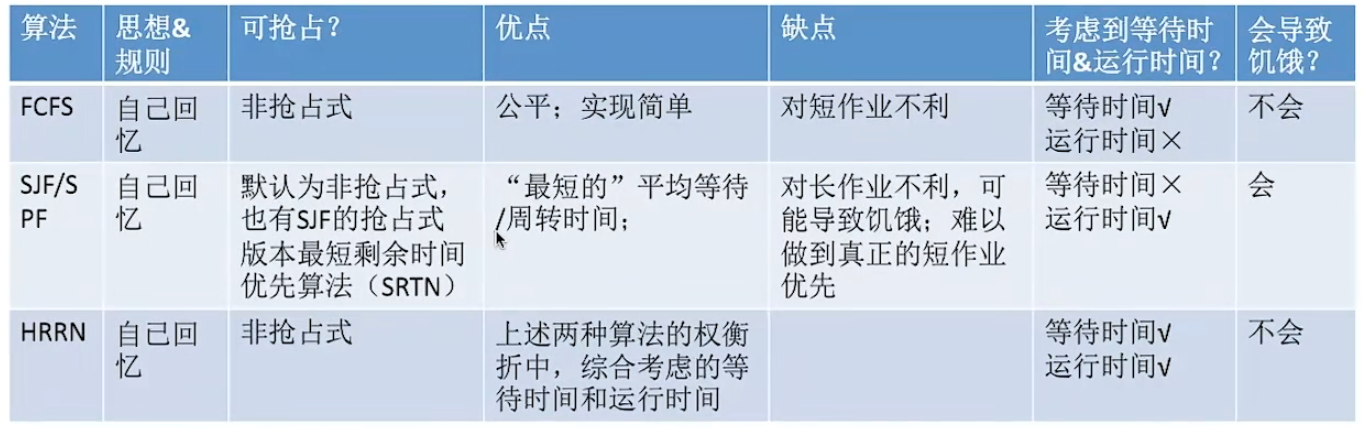 算法
思想&
规则
可抢占？
优点
缺点
考虑到等待时
间&运行时间？
会导致
饥饿？
FCFS
自己回
忆
非抢占式
公平；实现简单
对短作业不利
等待时间√
运行时间×
不会
SJF/S
PF
自己回
忆
默认为非抢占式，
也有SJF的抢占式
版本最短剩余时间
优先算法（SRTN）
“最短的”平均等待
/周转时间；
对长作业不利，可
能导致饥饿；难以
做到真正的短作业
优先
等待时间×
运行时间√
会
HRRN
自己回
忆
非抢占式
上述两种算法的权衡
折中，综合考虑的等
待时间和运行时间
等待时间√
运行时间√
不会